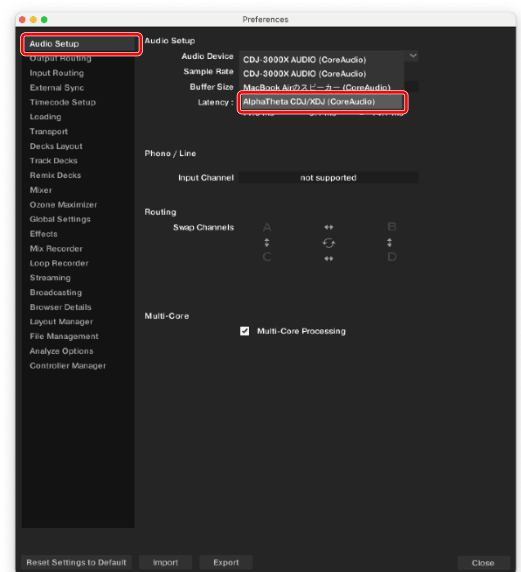 Preferences
Audio Setup
Output Routing
Input Routing
External Sync
Timecode Setup
Loading
Transport
Decks Layout
Track Decks
Remix Decks
Mixer
Ozone Maximizer
Global Settings
Effects
Mix Recorder
Loop Recorder
Streaming
Broadcasting
Browser Details
Layout Manager
File Management
Analyze Options
Controller Manager
Audio Setup
Audio Device
Sample Rate
Buffer Size
Latency :
CDJ-3000X AUDIO (CoreAudio)
CDJ-3000X AUDIO (CoreAudio)
MacBook Airのスピーカー (CoreAudio)
AlphaTheta CDJ/XDJ (CoreAudio)
Phono / Line
Input Channel not supported
Routing
Swap Channels A B
C D
Multi-Core
Multi-Core Processing
Reset Settings to Default Import Export Close